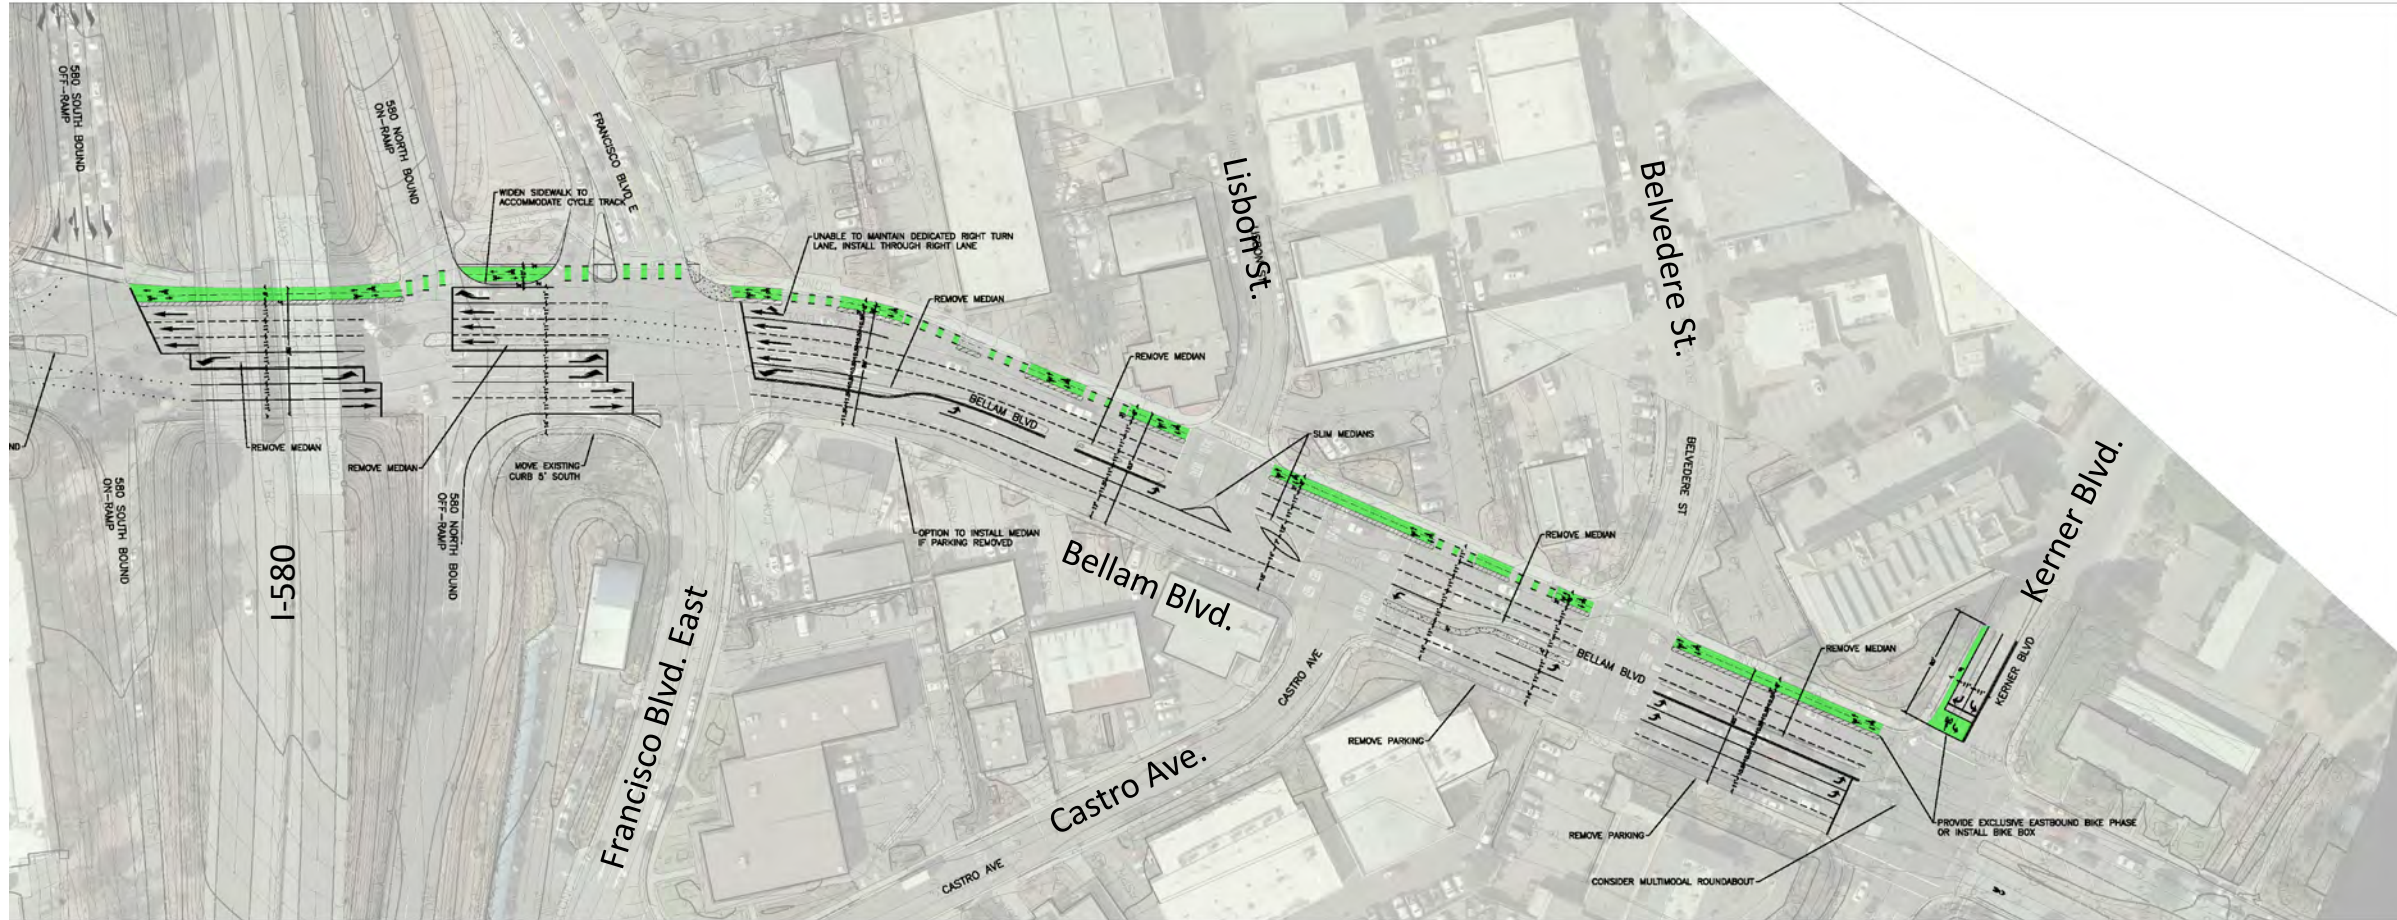 580 SOUTH BOUND
OFF-RAMP
580 NORTH BOUND
ON-RAMP
FRANCISCO BLVD E
WIDEN SIDEWALK TO
ACCOMMODATE CYCLE TRACK
UNABLE TO MAINTAIN DEDICATED RIGHT TURN
LANE, INSTALL THROUGH RIGHT LANE
REMOVE MEDIAN
REMOVE MEDIAN
Lisbon St.
LISBON ST
Belvedere St.
BELLAM BLVD
SLIM MEDIANS
REMOVE MEDIAN
REMOVE MEDIAN
MOVE EXISTING
CURB 5' SOUTH
580 SOUTH BOUND
ON-RAMP
580 NORTH BOUND
OFF-RAMP
I-580
OPTION TO INSTALL MEDIAN
IF PARKING REMOVED
Bellam Blvd.
REMOVE MEDIAN
BELVEDERE ST
Kerner Blvd.
Francisco Blvd. East
CASTRO AVE
BELLAM BLVD
REMOVE MEDIAN
KERNER BLVD
REMOVE PARKING
Castro Ave.
CASTRO AVE
REMOVE PARKING
PROVIDE EXCLUSIVE EASTBOUND BIKE PHASE
OR INSTALL BIKE BOX
CONSIDER MULTIMODAL ROUNDABOUT